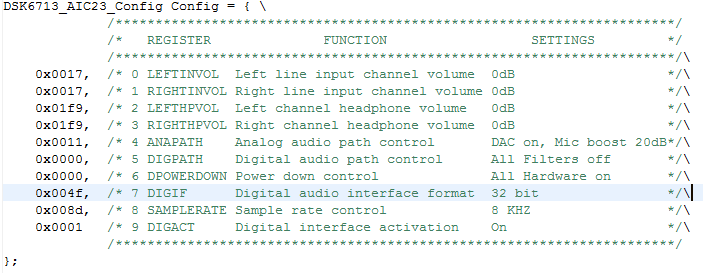 DSK6713_AIC23_Config Config = { \
/**********************************************************************/
/*   REGISTER              FUNCTION                  SETTINGS         */
/**********************************************************************/\
0x0017,  /* 0 LEFTINVOL  Left line input channel volume  0dB                   */\
0x0017,  /* 1 RIGHTINVOL Right line input channel volume 0dB                   */\
0x01f9,  /* 2 LEFTHPVOL  Left channel headphone volume   0dB                   */\
0x01f9,  /* 3 RIGHTHPVOL Right channel headphone volume  0dB                   */\
0x0011,  /* 4 ANAPATH    Analog audio path control       DAC on, Mic boost 20dB*/\
0x0000,  /* 5 DIGPATH    Digital audio path control      All Filters off       */\
0x0000,  /* 6 DPOWERDOWN Power down control              All Hardware on       */\
0x004f,  /* 7 DIGIF      Digital audio interface format  32 bit                */\
0x008d,  /* 8 SAMPLERATE Sample rate control             8 KHZ                 */\
0x0001   /* 9 DIGACT     Digital interface activation    On                    */\
/**********************************************************************/
};